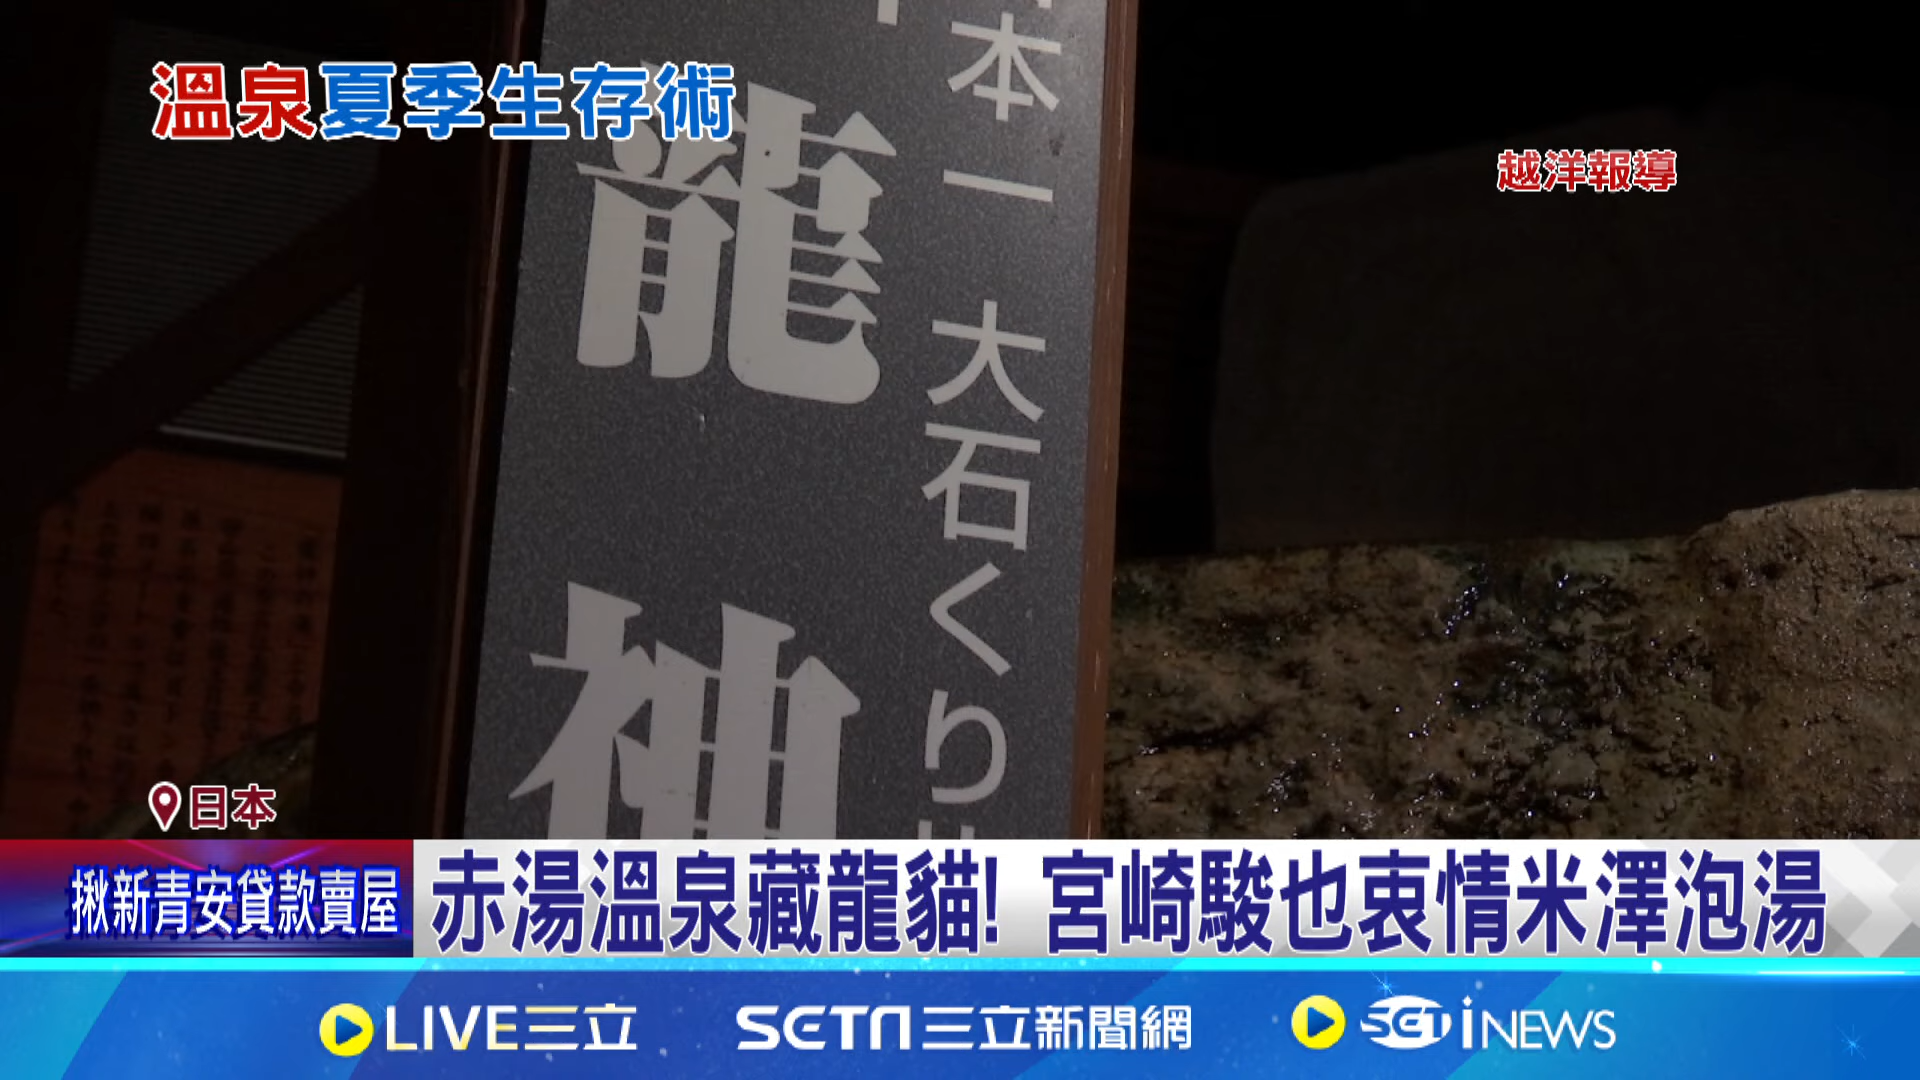 溫泉夏季生存術
越洋報導
本一 大石くり
龍神
日本
揪新青安貸款賣屋
赤湯溫泉藏龍貓! 宮崎駿也衷情米澤泡湯
LIVE三立
SETN三立新聞網
SET iNEWS